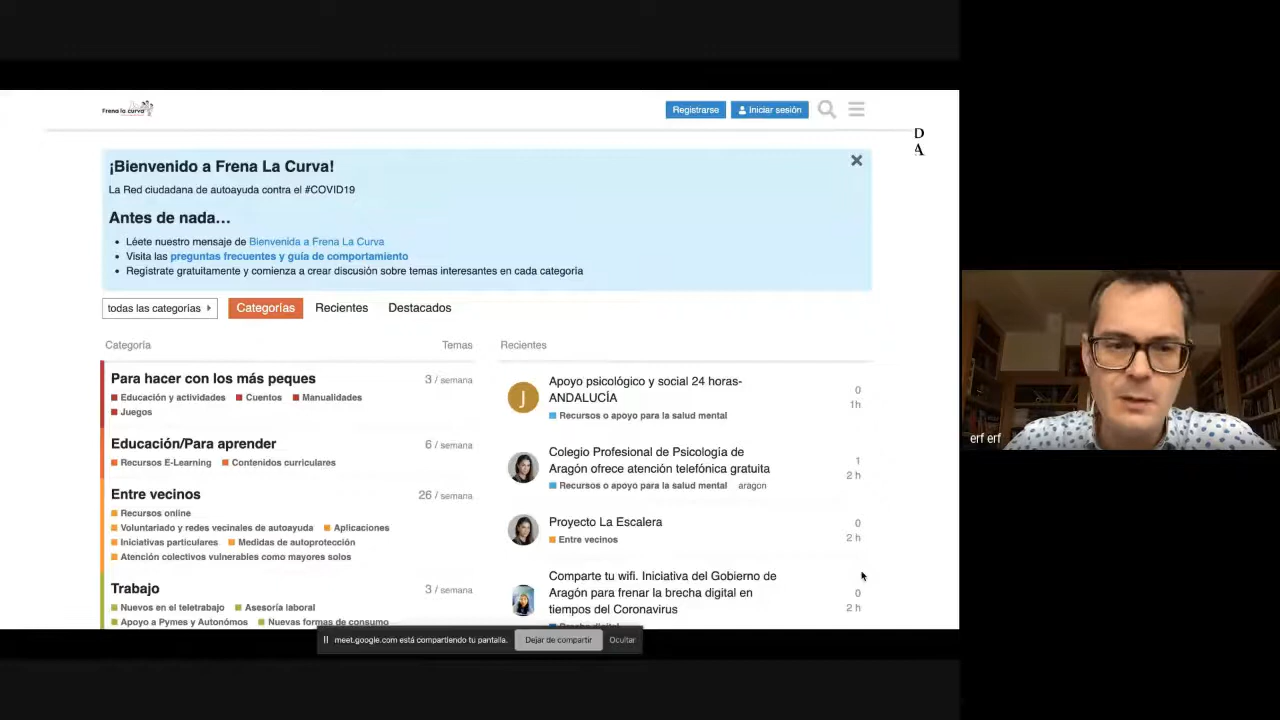 Frena la curva
Registrarse
Iniciar sesión
D
A
¡Bienvenido a Frena La Curva!
La Red ciudadana de autoayuda contra el #COVID19
Antes de nada…
Léete nuestro mensaje de Bienvenida a Frena La Curva
Visita las preguntas frecuentes y guía de comportamiento
Regístrate gratuitamente y comienza a crear discusión sobre temas interesantes en cada categoría
todas las categorías
Categorías
Recientes
Destacados
Categoría
Temas
Para hacer con los más peques
3 / semana
Educación y actividades
Cuentos
Manualidades
Juegos
Educación/Para aprender
6 / semana
Recursos E-Learning
Contenidos curriculares
Entre vecinos
26 / semana
Recursos online
Voluntariado y redes vecinales de autoayuda
Aplicaciones
Iniciativas particulares
Medidas de autoprotección
Atención colectivos vulnerables como mayores solos
Trabajo
3 / semana
Nuevos en el teletrabajo
Asesoría laboral
Apoyo a Pymes y Autonómos
Nuevas formas de consumo
Recientes
J
Apoyo psicológico y social 24 horas-
ANDALUCÍA
0
1h
Recursos o apoyo para la salud mental
Colegio Profesional de Psicología de
Aragón ofrece atención telefónica gratuita
1
2 h
Recursos o apoyo para la salud mental
aragon
Proyecto La Escalera
0
2 h
Entre vecinos
Comparte tu wifi. Iniciativa del Gobierno de
Aragón para frenar la brecha digital en
tiempos del Coronavirus
0
2 h
Brecha digital
meet.google.com está compartiendo tu pantalla.
Dejar de compartir
Ocultar
erf erf